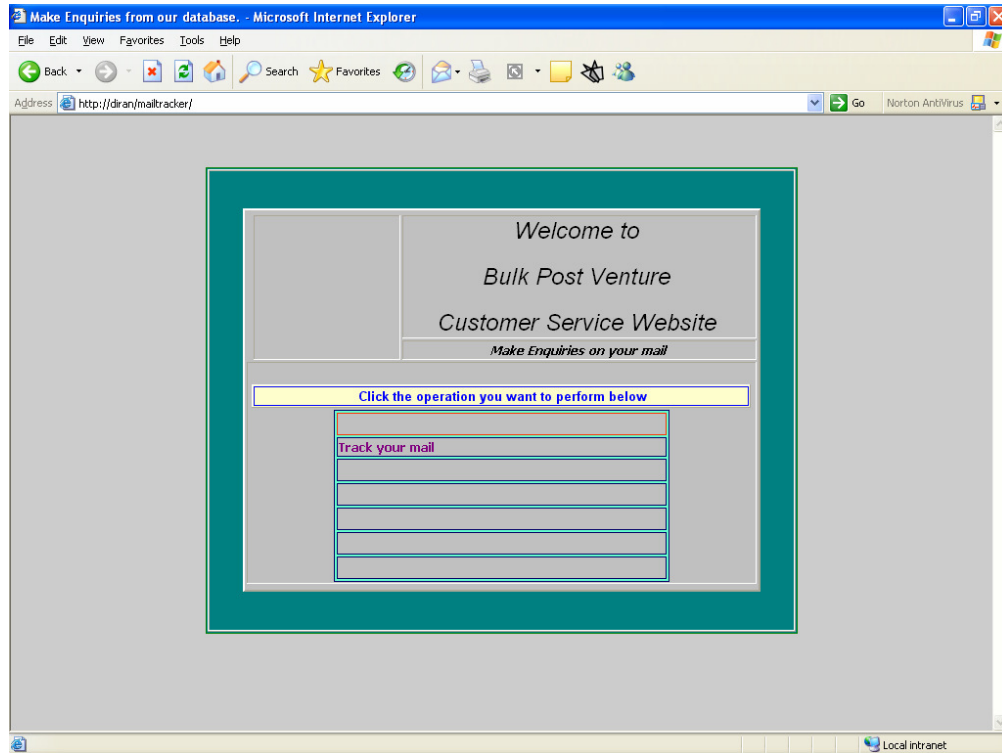 Make Enquiries from our database. - Microsoft Internet Explorer
File Edit View Favorites Tools Help
Back Search Favorites
Address http://diran/mailtracker/ Go Norton AntiVirus
Welcome to
Bulk Post Venture
Customer Service Website
Make Enquiries on your mail
Click the operation you want to perform below
Track your mail
Local intranet